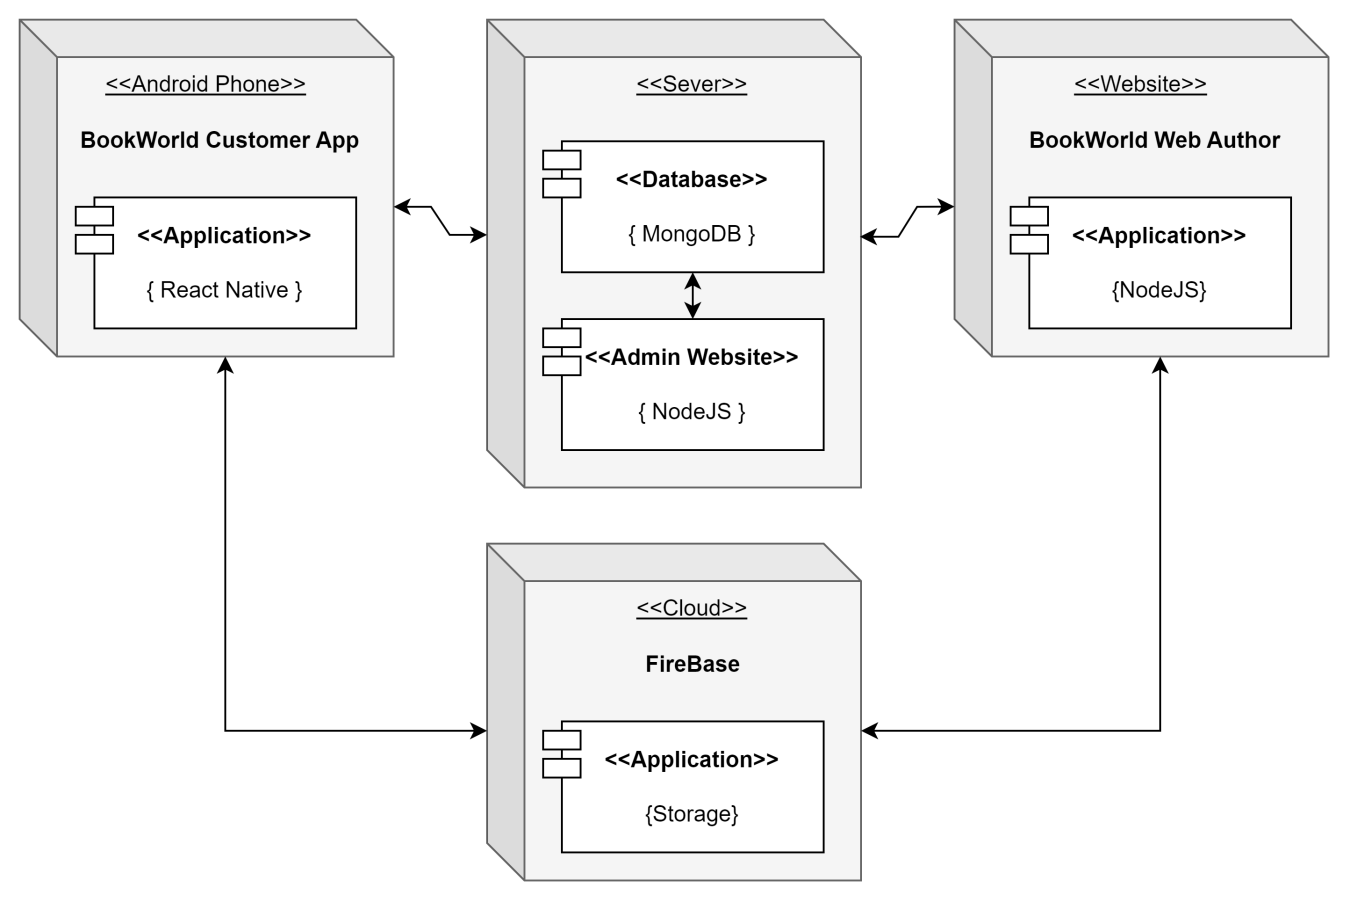 <<Android Phone>>
BookWorld Customer App
<<Application>>
{ React Native }
<<Sever>>
<<Database>>
{ MongoDB }
<<Admin Website>>
{ NodeJS }
<<Website>>
BookWorld Web Author
<<Application>>
{NodeJS}
<<Cloud>>
FireBase
<<Application>>
{Storage}